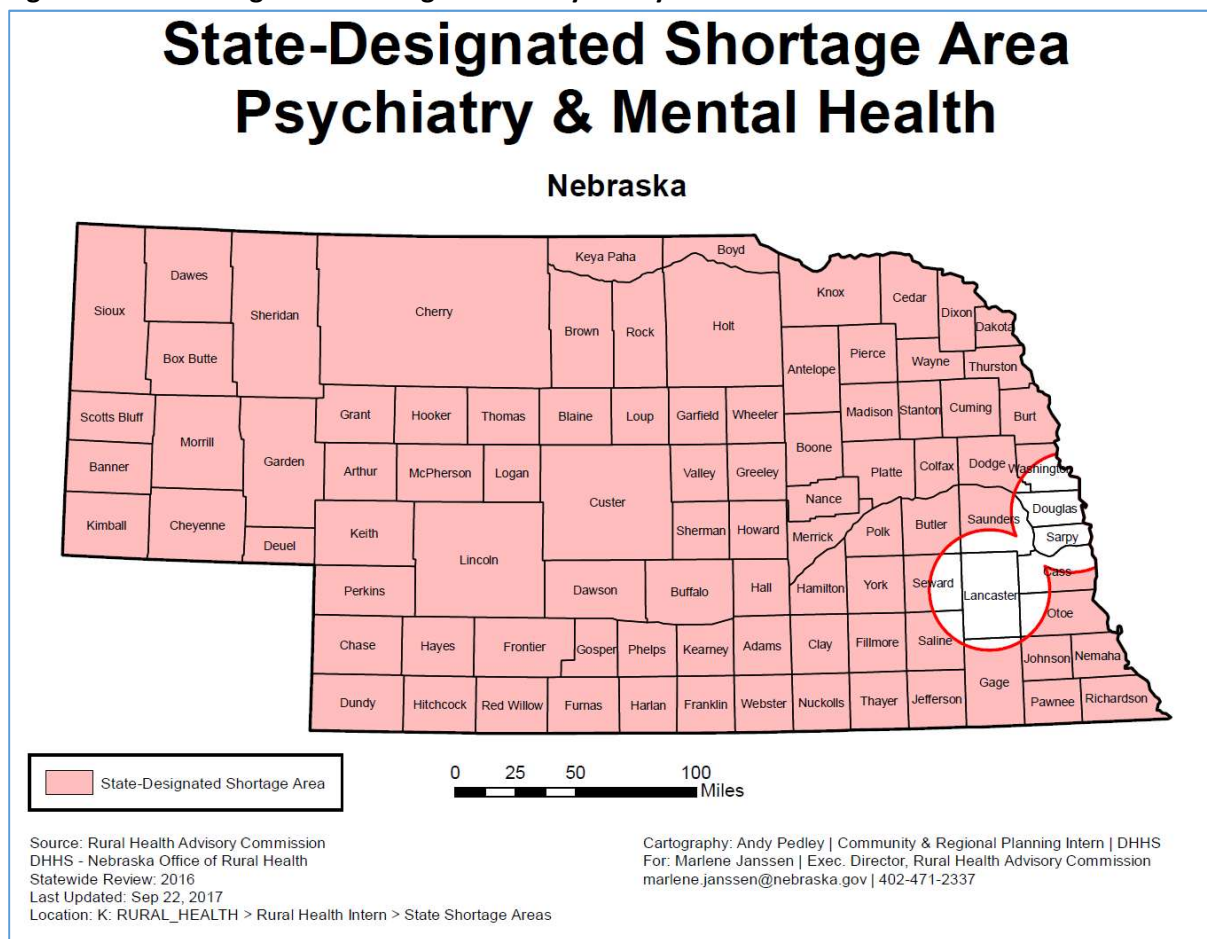 State-Designated Shortage Area
Psychiatry & Mental Health
Nebraska
Sioux
Dawes
Box Butte
Sheridan
Cherry
Keya Paha
Boyd
Brown
Rock
Holt
Knox
Cedar
Dixon
Dakota
Antelope
Pierce
Wayne
Thurston
Scotts Bluff
Morrill
Garden
Grant
Hooker
Thomas
Blaine
Loup
Garfield
Wheeler
Boone
Madison
Stanton
Cuming
Burt
Banner
Arthur
McPherson
Logan
Custer
Valley
Greeley
Nance
Platte
Colfax
Dodge
Washington
Kimball
Cheyenne
Deuel
Keith
Lincoln
Sherman
Howard
Merrick
Polk
Butler
Saunders
Douglas
Sarpy
Perkins
Dawson
Buffalo
Hall
Hamilton
York
Seward
Lancaster
Cass
Otoe
Chase
Hayes
Frontier
Gosper
Phelps
Kearney
Adams
Clay
Fillmore
Saline
Gage
Johnson
Nemaha
Dundy
Hitchcock
Red Willow
Furnas
Harlan
Franklin
Webster
Nuckolls
Thayer
Jefferson
Pawnee
Richardson
State-Designated Shortage Area
0 25 50 100
Miles
Source: Rural Health Advisory Commission
DHHS - Nebraska Office of Rural Health
Statewide Review: 2016
Last Updated: Sep 22, 2017
Location: K: RURAL_HEALTH > Rural Health Intern > State Shortage Areas
Cartography: Andy Pedley | Community & Regional Planning Intern | DHHS
For: Marlene Janssen | Exec. Director, Rural Health Advisory Commission
marlene.janssen@nebraska.gov | 402-471-2337